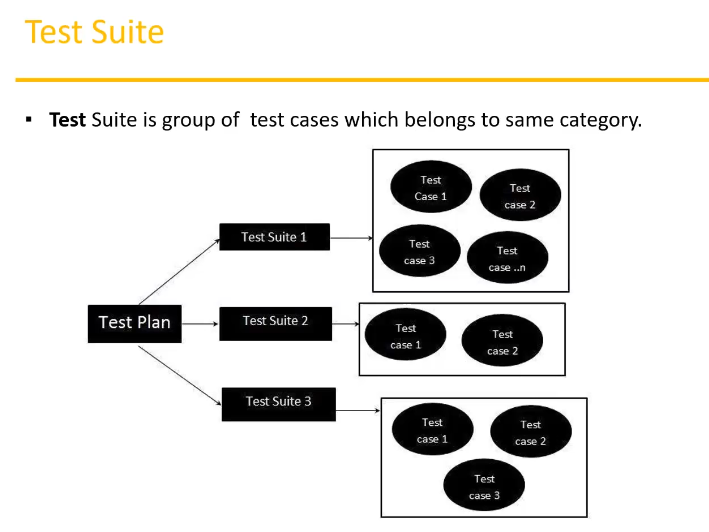 Test Suite
▪ Test Suite is group of test cases which belongs to same category.
Test
Case 1
Test
case 2
Test
case 3
Test
case ..n
Test Suite 1
Test Plan
Test Suite 2
Test
case 1
Test
case 2
Test Suite 3
Test
case 1
Test
case 2
Test
case 3